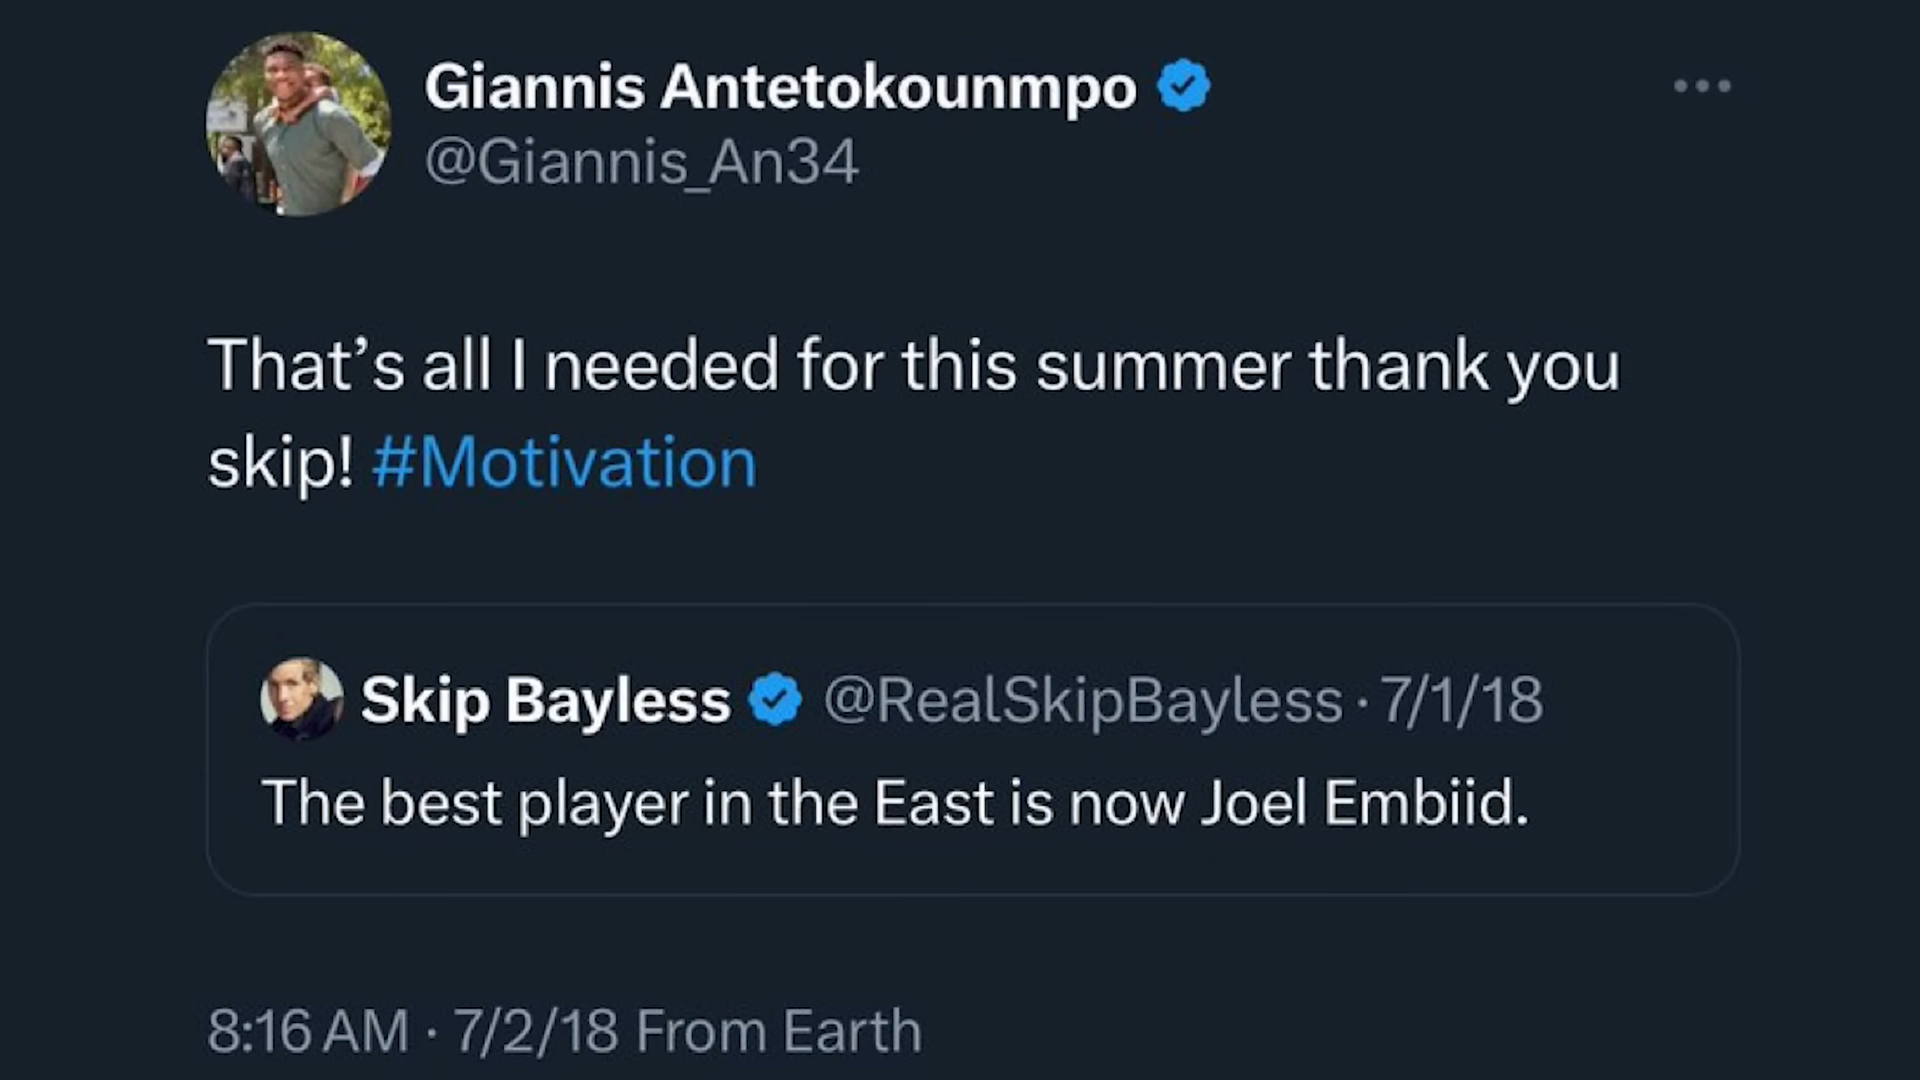 Giannis Antetokounmpo
@Giannis_An34
That’s all I needed for this summer thank you
skip! #Motivation
Skip Bayless @RealSkipBayless · 7/1/18
The best player in the East is now Joel Embiid.
8:16 AM · 7/2/18 From Earth